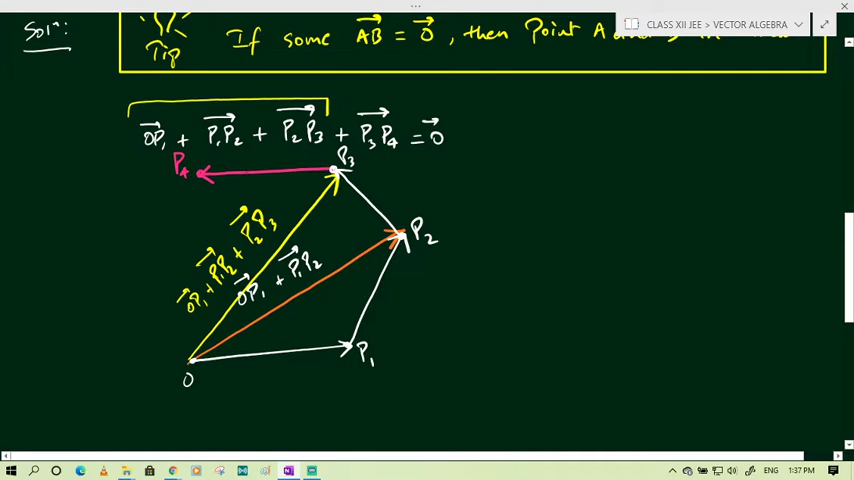 CLASS XII JEE > VECTOR ALGEBRA
Solⁿ:
Tip
If some AB⃗ = 0⃗, then Point A
OP₁⃗ + P₁P₂⃗ + P₂P₃⃗ + P₃P₄⃗ = 0⃗
P₄
P₃
P₂
OP₁⃗ + P₁P₂⃗ + P₂P₃⃗
OP₁⃗ + P₁P₂⃗
P₁
O
ENG 1:37 PM